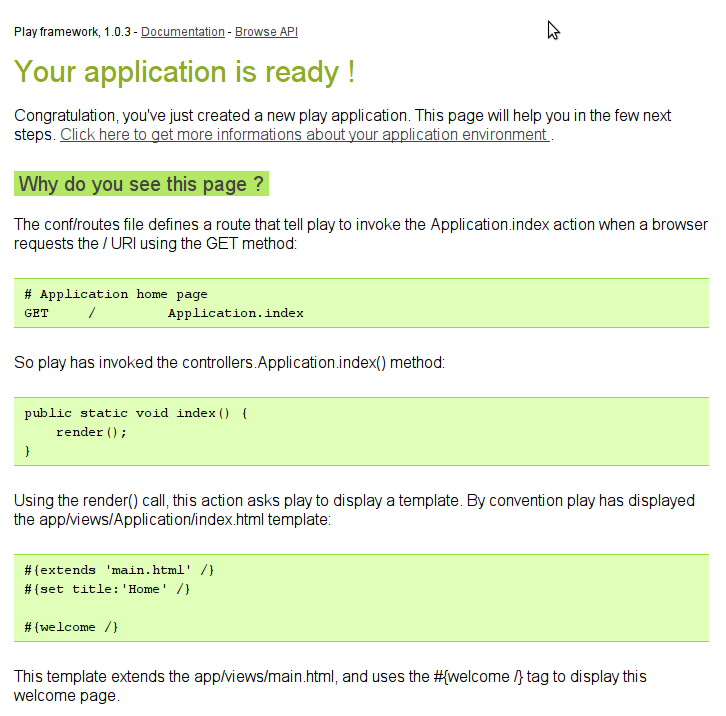 Play framework, 1.0.3 - Documentation - Browse API
Your application is ready !
Congratulation, you've just created a new play application. This page will help you in the few next
steps. Click here to get more informations about your application environment .
Why do you see this page ?
The conf/routes file defines a route that tell play to invoke the Application.index action when a browser
requests the / URI using the GET method:
# Application home page
GET     /         Application.index
So play has invoked the controllers.Application.index() method:
public static void index() {
    render();
}
Using the render() call, this action asks play to display a template. By convention play has displayed
the app/views/Application/index.html template:
#{extends 'main.html' /}
#{set title:'Home' /}
#{welcome /}
This template extends the app/views/main.html, and uses the #{welcome /} tag to display this
welcome page.